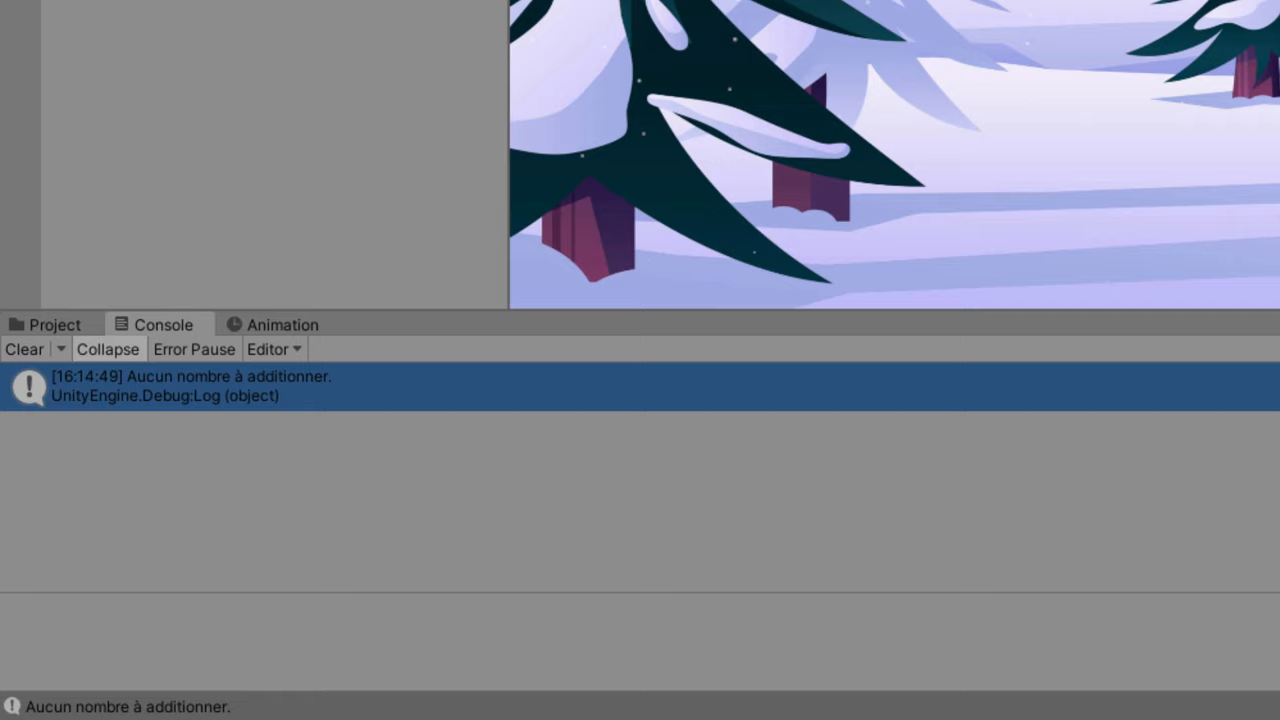 Project Console Animation
Clear Collapse Error Pause Editor
[16:14:49] Aucun nombre à additionner.
UnityEngine.Debug:Log (object)
Aucun nombre à additionner.